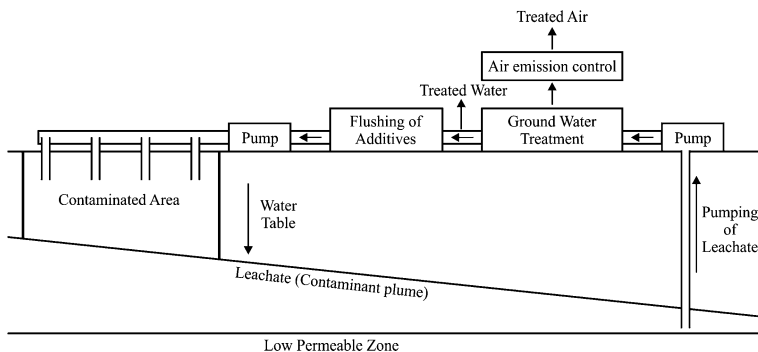 Treated Air
Air emission control
Treated Water
Pump
Flushing of
Additives
Ground Water
Treatment
Pump
Contaminated Area
Water
Table
Pumping
of
Leachate
Leachate (Contaminant plume)
Low Permeable Zone